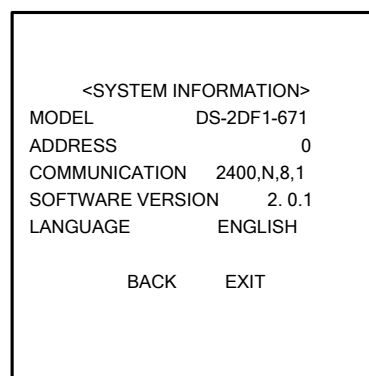 <SYSTEM INFORMATION>
MODEL DS-2DF1-671
ADDRESS 0
COMMUNICATION 2400,N,8,1
SOFTWARE VERSION 2. 0.1
LANGUAGE ENGLISH
BACK EXIT